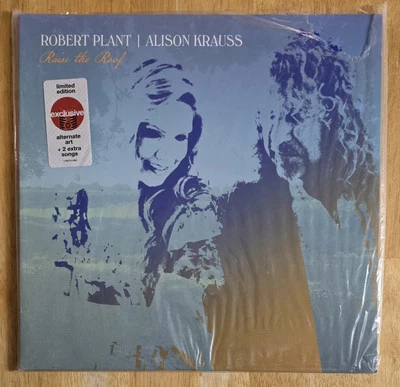 ROBERT PLANT | ALISON KRAUSS
Raise the Roof
limited
edition
exclusive
alternate
art
+ 2 extra
songs